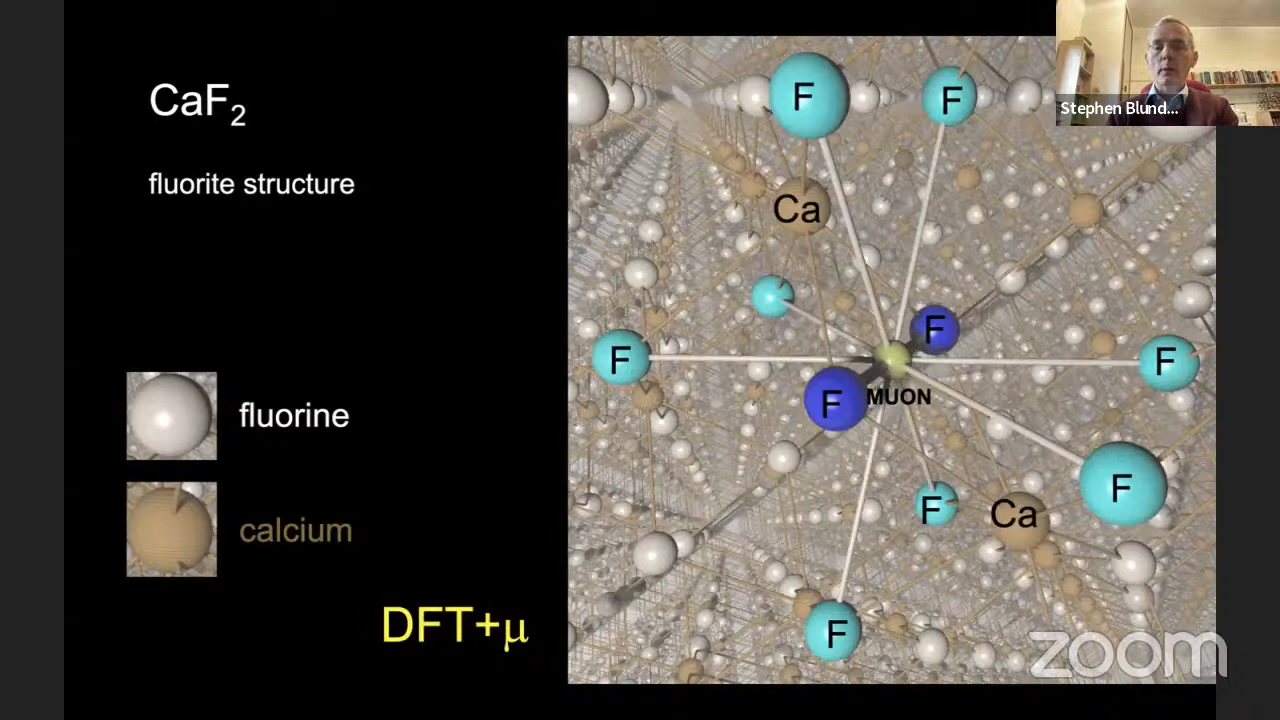 CaF2
fluorite structure
fluorine
calcium
DFT+μ
F
F
Ca
F
F
F
F
MUON
F
F
Ca
F
Stephen Blund...
zoom